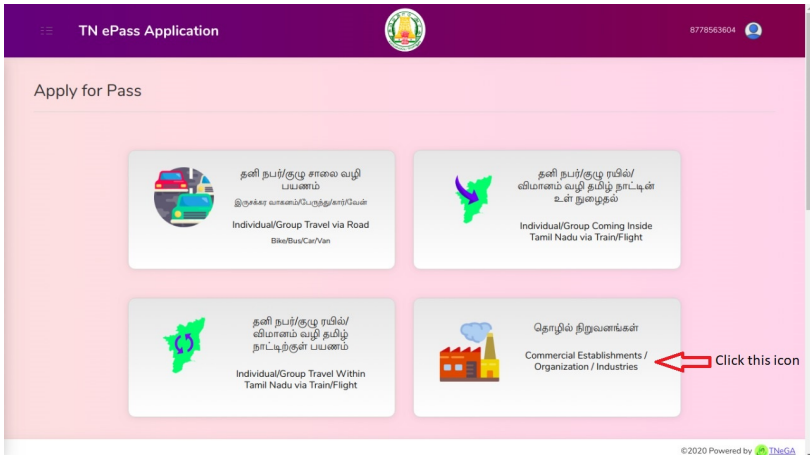 TN ePass Application
8778563604
Apply for Pass
தனி நபர்/குழு சாலை வழி
பயணம்
இருசக்கர வாகனம்/பேருந்து/கார்/வேன்
Individual/Group Travel via Road
Bike/Bus/Car/Van
தனி நபர்/குழு ரயில்/
விமானம் வழி தமிழ் நாட்டின்
உள் நுழைதல்
Individual/Group Coming Inside
Tamil Nadu via Train/Flight
தனி நபர்/குழு ரயில்/
விமானம் வழி தமிழ்
நாட்டிற்குள் பயணம்
Individual/Group Travel Within
Tamil Nadu via Train/Flight
தொழில் நிறுவனங்கள்
Commercial Establishments /
Organization / Industries
Click this icon
©2020 Powered by TNeGA